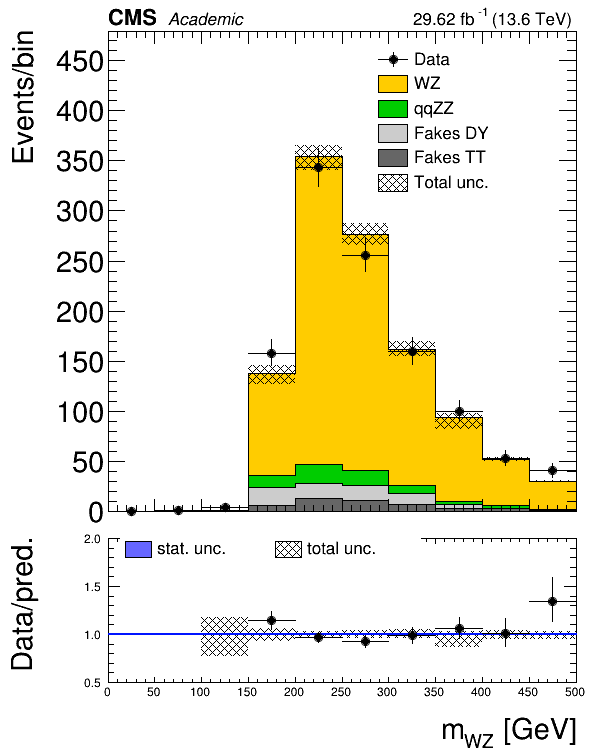 CMS Academic 29.62 fb⁻¹ (13.6 TeV)
Events/bin
450
400
350
300
250
200
150
100
50
0
Data
WZ
qqZZ
Fakes DY
Fakes TT
Total unc.
Data/pred.
2.0
1.5
1.0
0.5
stat. unc. total unc.
0 50 100 150 200 250 300 350 400 450 500
m_WZ [GeV]